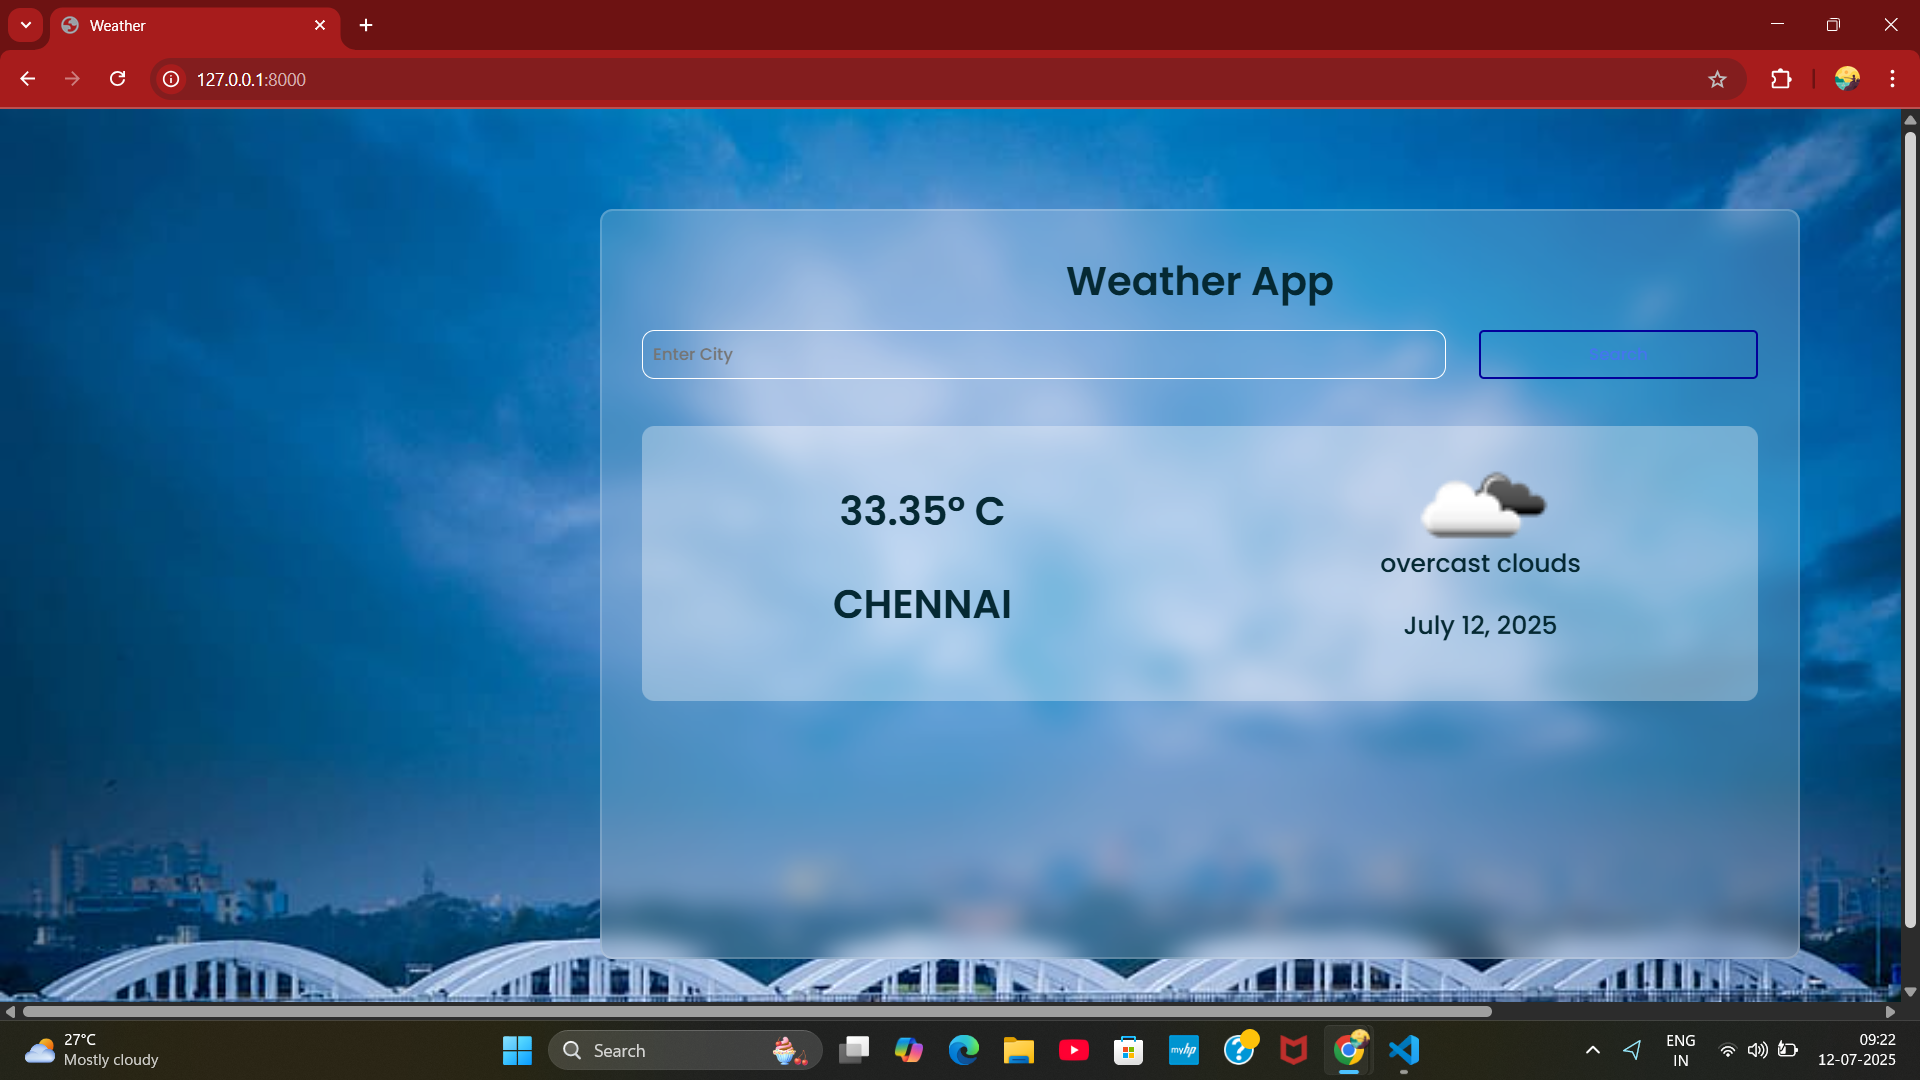 Weather
127.0.0.1:8000
Weather App
Enter City
Search
33.35° C
overcast clouds
CHENNAI
July 12, 2025
27°C
Mostly cloudy
Search
myhp
ENG
IN
09:22
12-07-2025